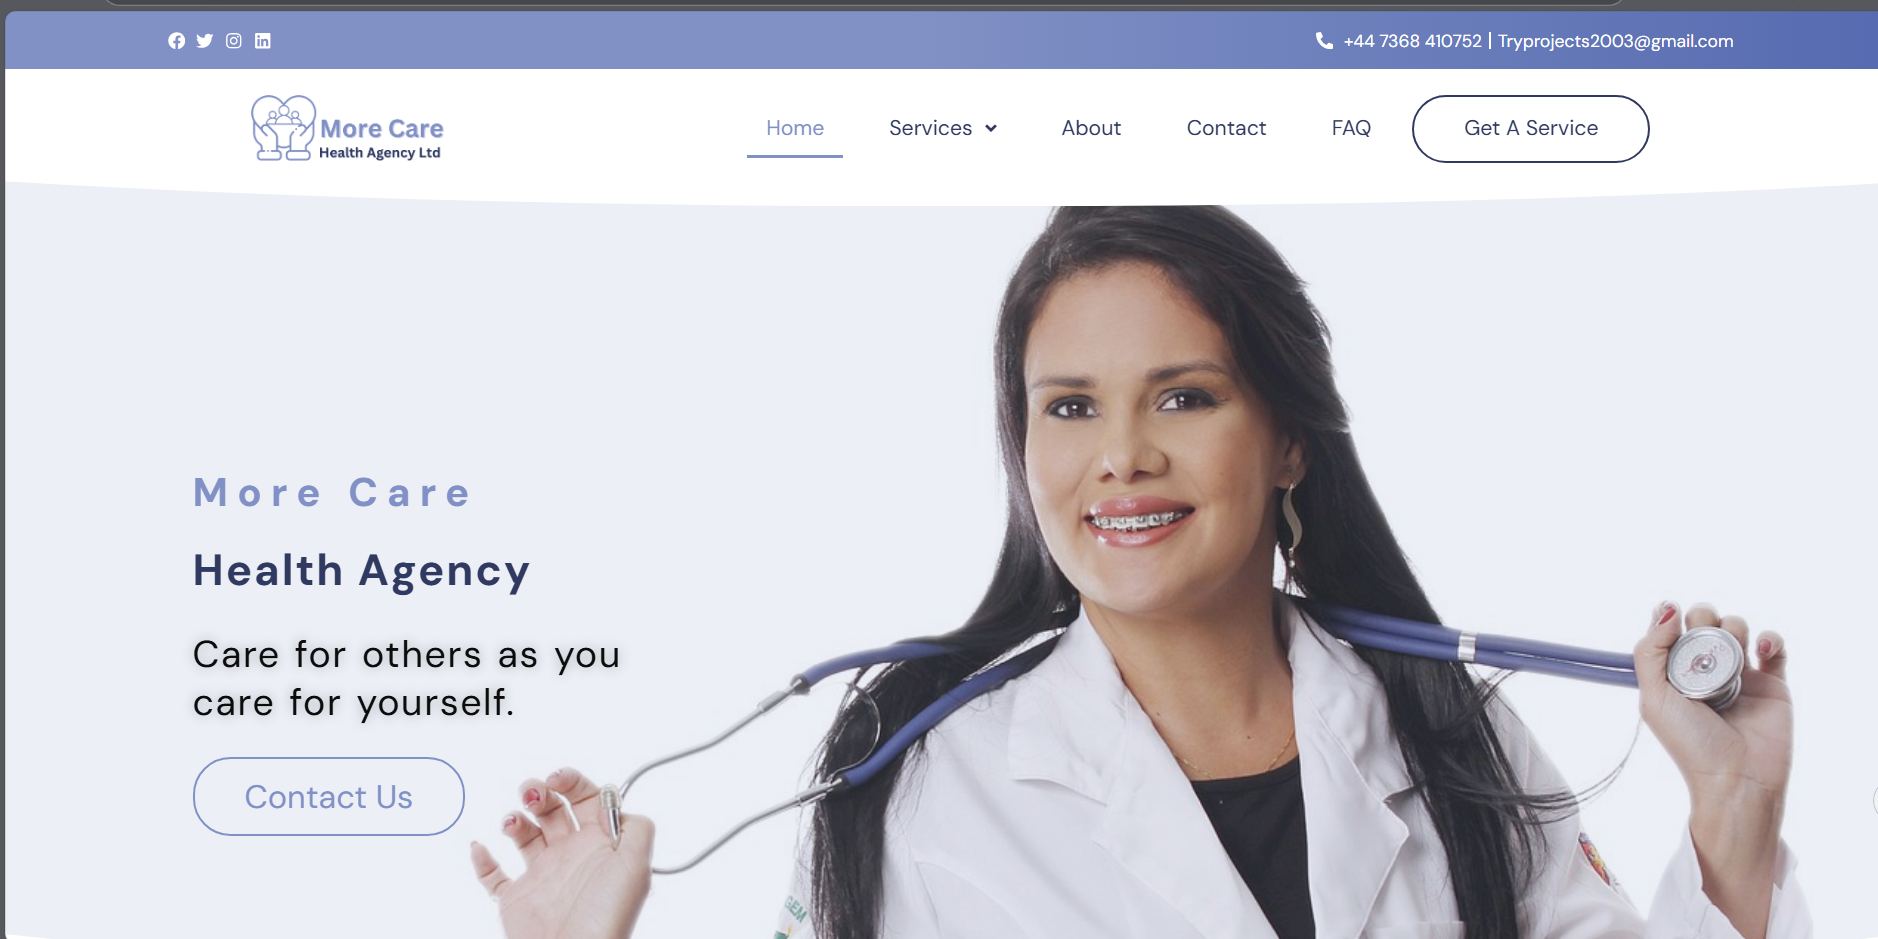 +44 7368 410752 | Tryprojects2003@gmail.com
More Care
Health Agency Ltd
Home Services About Contact FAQ Get A Service
More Care
Health Agency
Care for others as you
care for yourself.
Contact Us
GEM